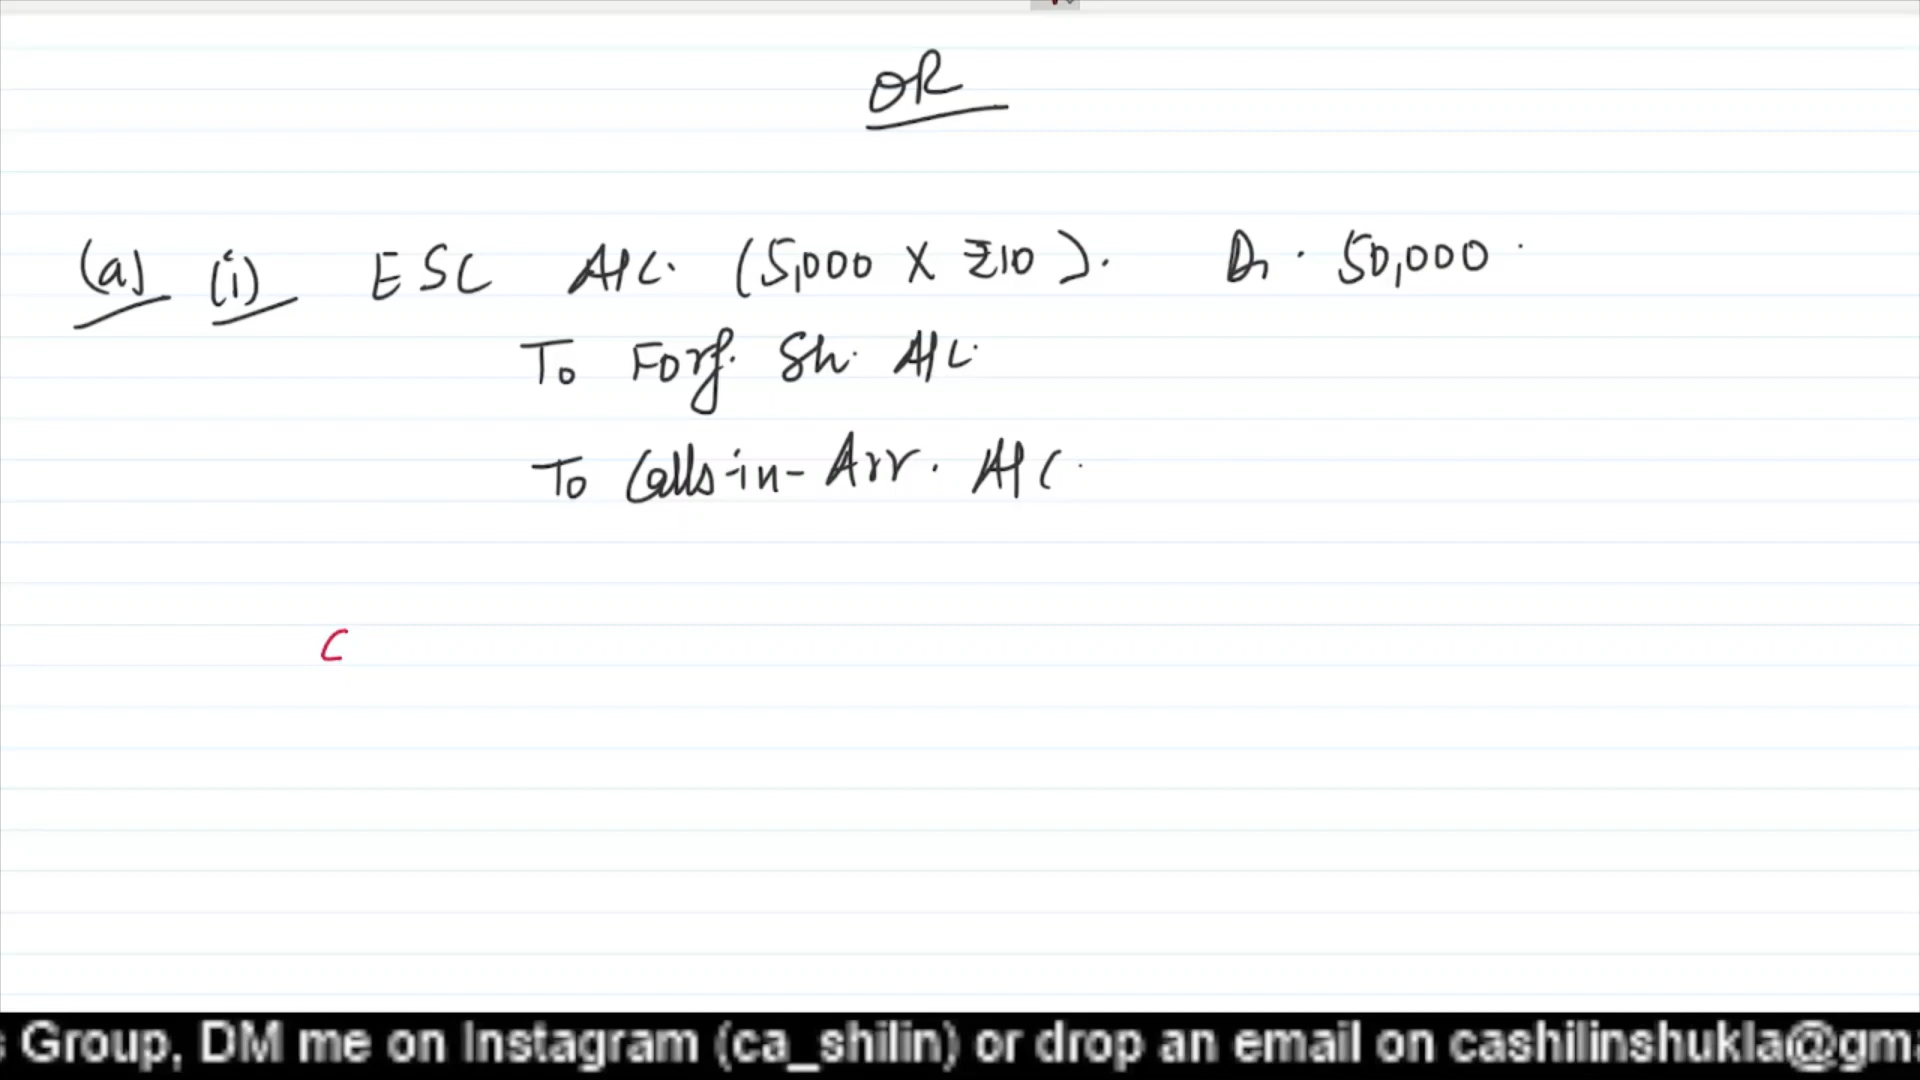 OR
(a) (i) ESC A/C. (5,000 X ₹10). Dr. 50,000.
To Forf. Sh. A/C.
To Calls-in-Arr. A/C.
C
s Group, DM me on Instagram (ca_shilin) or drop an email on cashilinshukla@gma